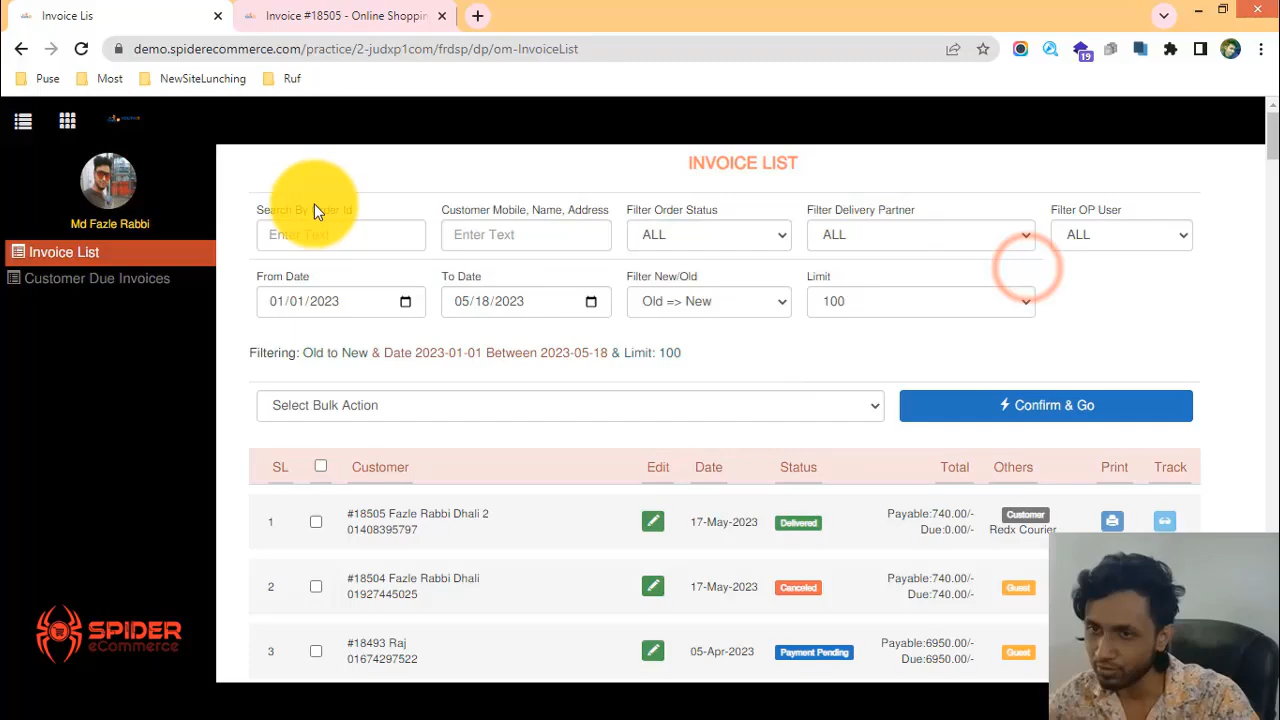 Invoice Lis
Invoice #18505 - Online Shoppin
demo.spiderecommerce.com/practice/2-judxp1com/frdsp/dp/om-InvoiceList
19
Puse
Most
NewSiteLunching
Ruf
Md Fazle Rabbi
Invoice List
Customer Due Invoices
SPIDER
eCommerce
INVOICE LIST
Search By Order Id
Customer Mobile, Name, Address
Filter Order Status
Filter Delivery Partner
Filter OP User
Enter Text
Enter Text
ALL
ALL
ALL
From Date
To Date
Filter New/Old
Limit
01/01/2023
05/18/2023
Old => New
100
Filtering: Old to New & Date 2023-01-01 Between 2023-05-18 & Limit: 100
Select Bulk Action
Confirm & Go
SL Customer Edit Date Status Total Others Print Track
1
#18505 Fazle Rabbi Dhali 2
01408395797
17-May-2023
Delivered
Payable:740.00/-
Due:0.00/-
Customer
Redx Courier
2
#18504 Fazle Rabbi Dhali
01927445025
17-May-2023
Canceled
Payable:740.00/-
Due:740.00/-
Guest
3
#18493 Raj
01674297522
05-Apr-2023
Payment Pending
Payable:6950.00/-
Due:6950.00/-
Guest